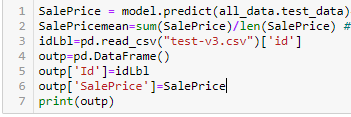 1 SalePrice = model.predict(all_data.test_data)
2 SalePricemean=sum(SalePrice)/len(SalePrice) #
3 idLbl=pd.read_csv("test-v3.csv")['id']
4 outp=pd.DataFrame()
5 outp['Id']=idLbl
6 outp['SalePrice']=SalePrice
7 print(outp)